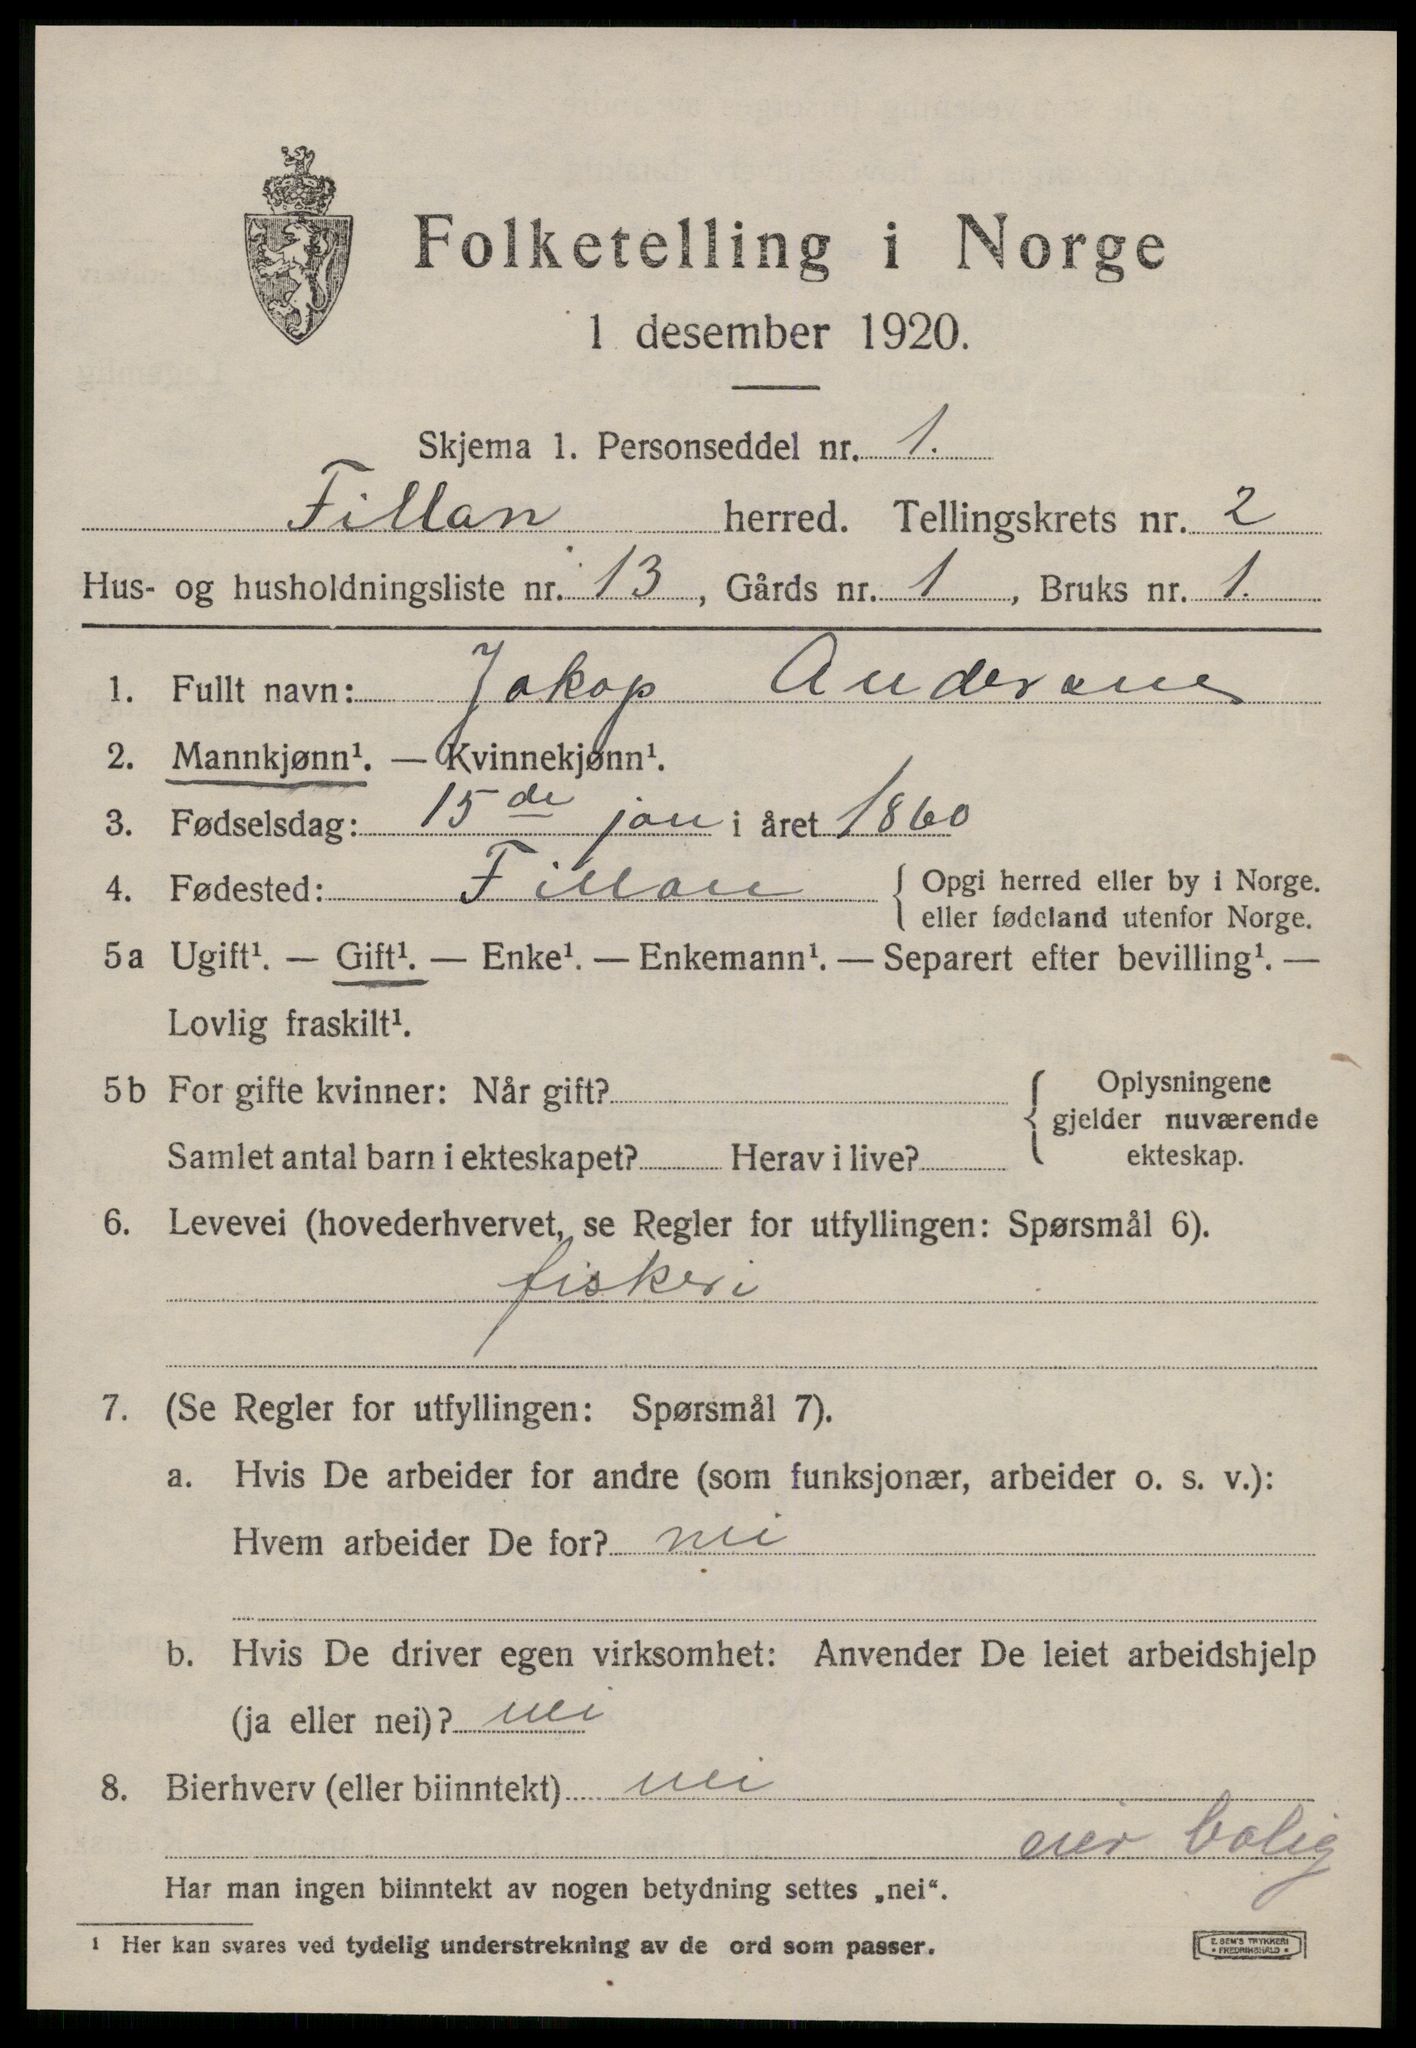 Folketelling i Norge
1 desember 1920.
Skjema 1. Personseddel nr. 1.
Fillan herred. Tellingskrets nr. 2
Hus- og husholdningsliste nr. 13, Gårds nr. 1, Bruks nr. 1.
1. Fullt navn: Jakop
2. Mannkjønn¹. — Kvinnekjønn¹.
3. Fødselsdag: 15de jan i året 1860
4. Fødested: Fillan { Opgi herred eller by i Norge.
eller fødeland utenfor Norge.
5a Ugift¹. — Gift¹. — Enke¹. — Enkemann¹. — Separert efter bevilling¹. —
Lovlig fraskilt¹.
5b For gifte kvinner: Når gift? { Oplysningene
gjelder nuværende
Samlet antal barn i ekteskapet? Herav i live? ekteskap.
6. Levevei (hovederhvervet, se Regler for utfyllingen: Spørsmål 6).
fiskeri
7. (Se Regler for utfyllingen: Spørsmål 7).
a. Hvis De arbeider for andre (som funksjonær, arbeider o. s. v.):
Hvem arbeider De for? nei
b. Hvis De driver egen virksomhet: Anvender De leiet arbeidshjelp
(ja eller nei)? nei
8. Bierhverv (eller biinntekt) nei
eier bolig
Har man ingen biinntekt av nogen betydning settes „nei“.
¹ Her kan svares ved tydelig understrekning av de ord som passer.
E. SEM'S TRYKKERI
* FREDRIKSHALD *